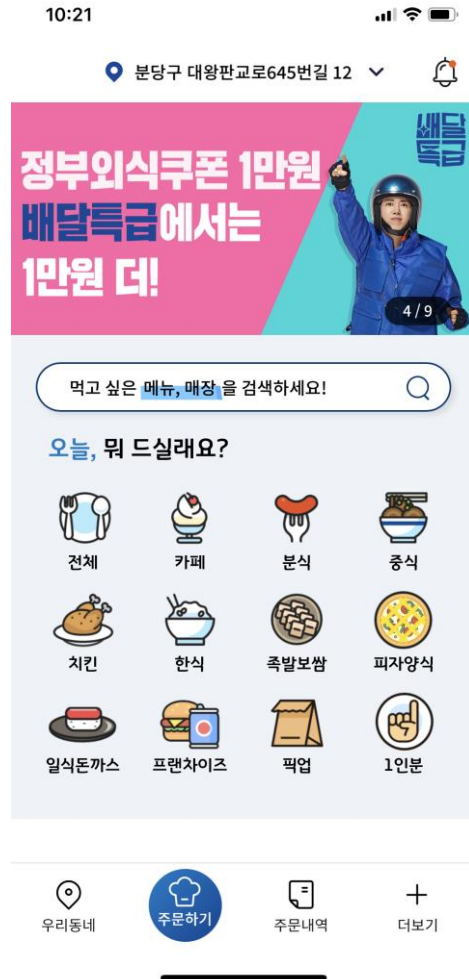 10:21
분당구 대왕판교로645번길 12
배달
특급
정부외식쿠폰 1만원
배달특급에서는
1만원 더!
4 / 9
먹고 싶은 메뉴, 매장 을 검색하세요!
오늘, 뭐 드실래요?
전체 카페 분식 중식
치킨 한식 족발보쌈 피자양식
일식돈까스 프랜차이즈 픽업 1인분
우리동네 주문하기 주문내역 더보기